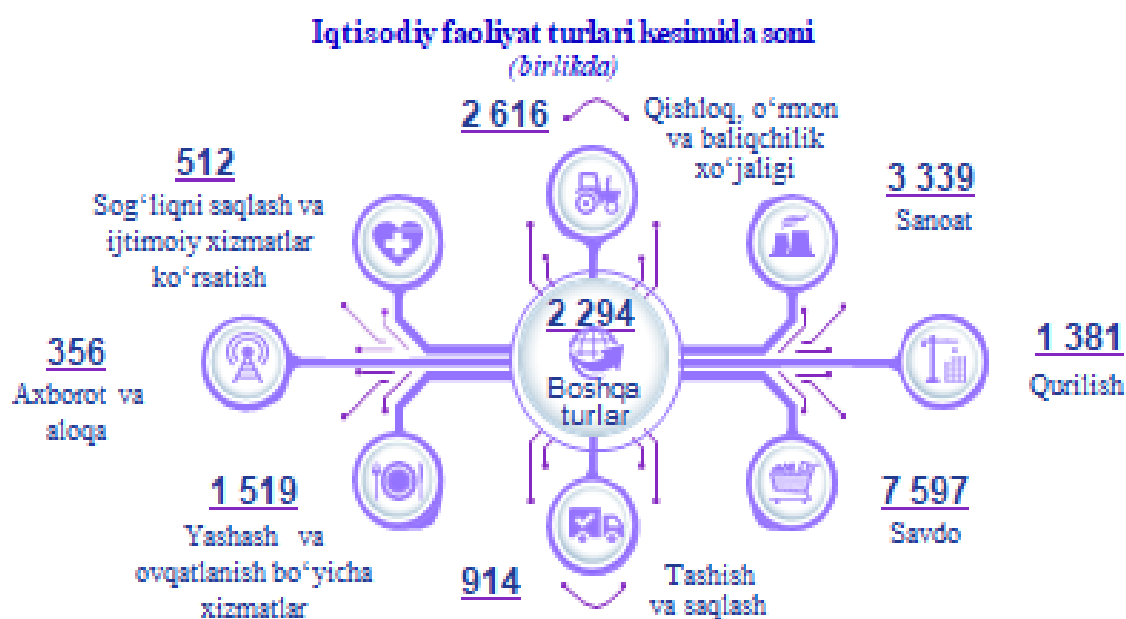 Iqtisodiy faoliyat turlari kesimida soni
(birlikda)
2 616
Qishloq, o‘rmon
va baliqchilik
xo‘jaligi
512
Sog‘liqni saqlash va
ijtimoiy xizmatlar
ko‘rsatish
3 339
Sanoat
2 294
Boshqa
turlar
356
Axborot va
aloqa
1 381
Qurilish
1 519
Yashash va
ovqatlanish bo‘yicha
xizmatlar
7 597
Savdo
914
Tashish
va saqlash